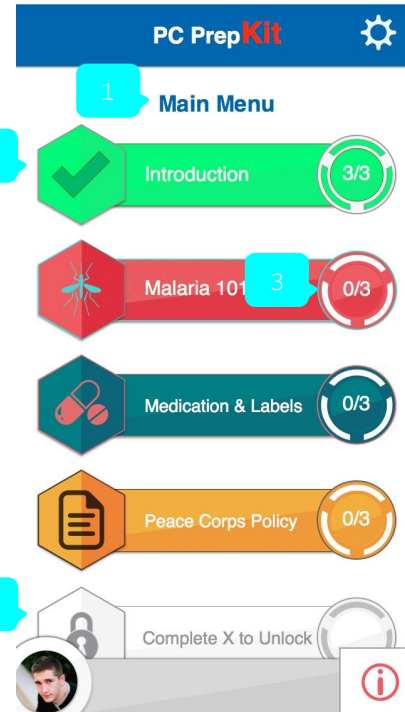 PC PrepKit
1
Main Menu
Introduction 3/3
Malaria 101 3 0/3
Medication & Labels 0/3
Peace Corps Policy 0/3
Complete X to Unlock
i